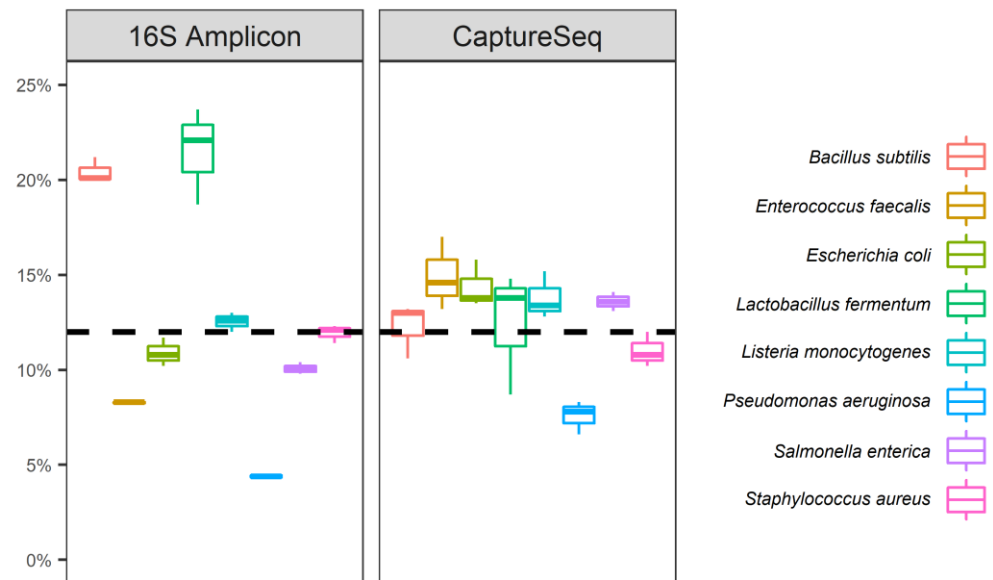 16S Amplicon
CaptureSeq
25%
20%
15%
10%
5%
0%
Bacillus subtilis
Enterococcus faecalis
Escherichia coli
Lactobacillus fermentum
Listeria monocytogenes
Pseudomonas aeruginosa
Salmonella enterica
Staphylococcus aureus